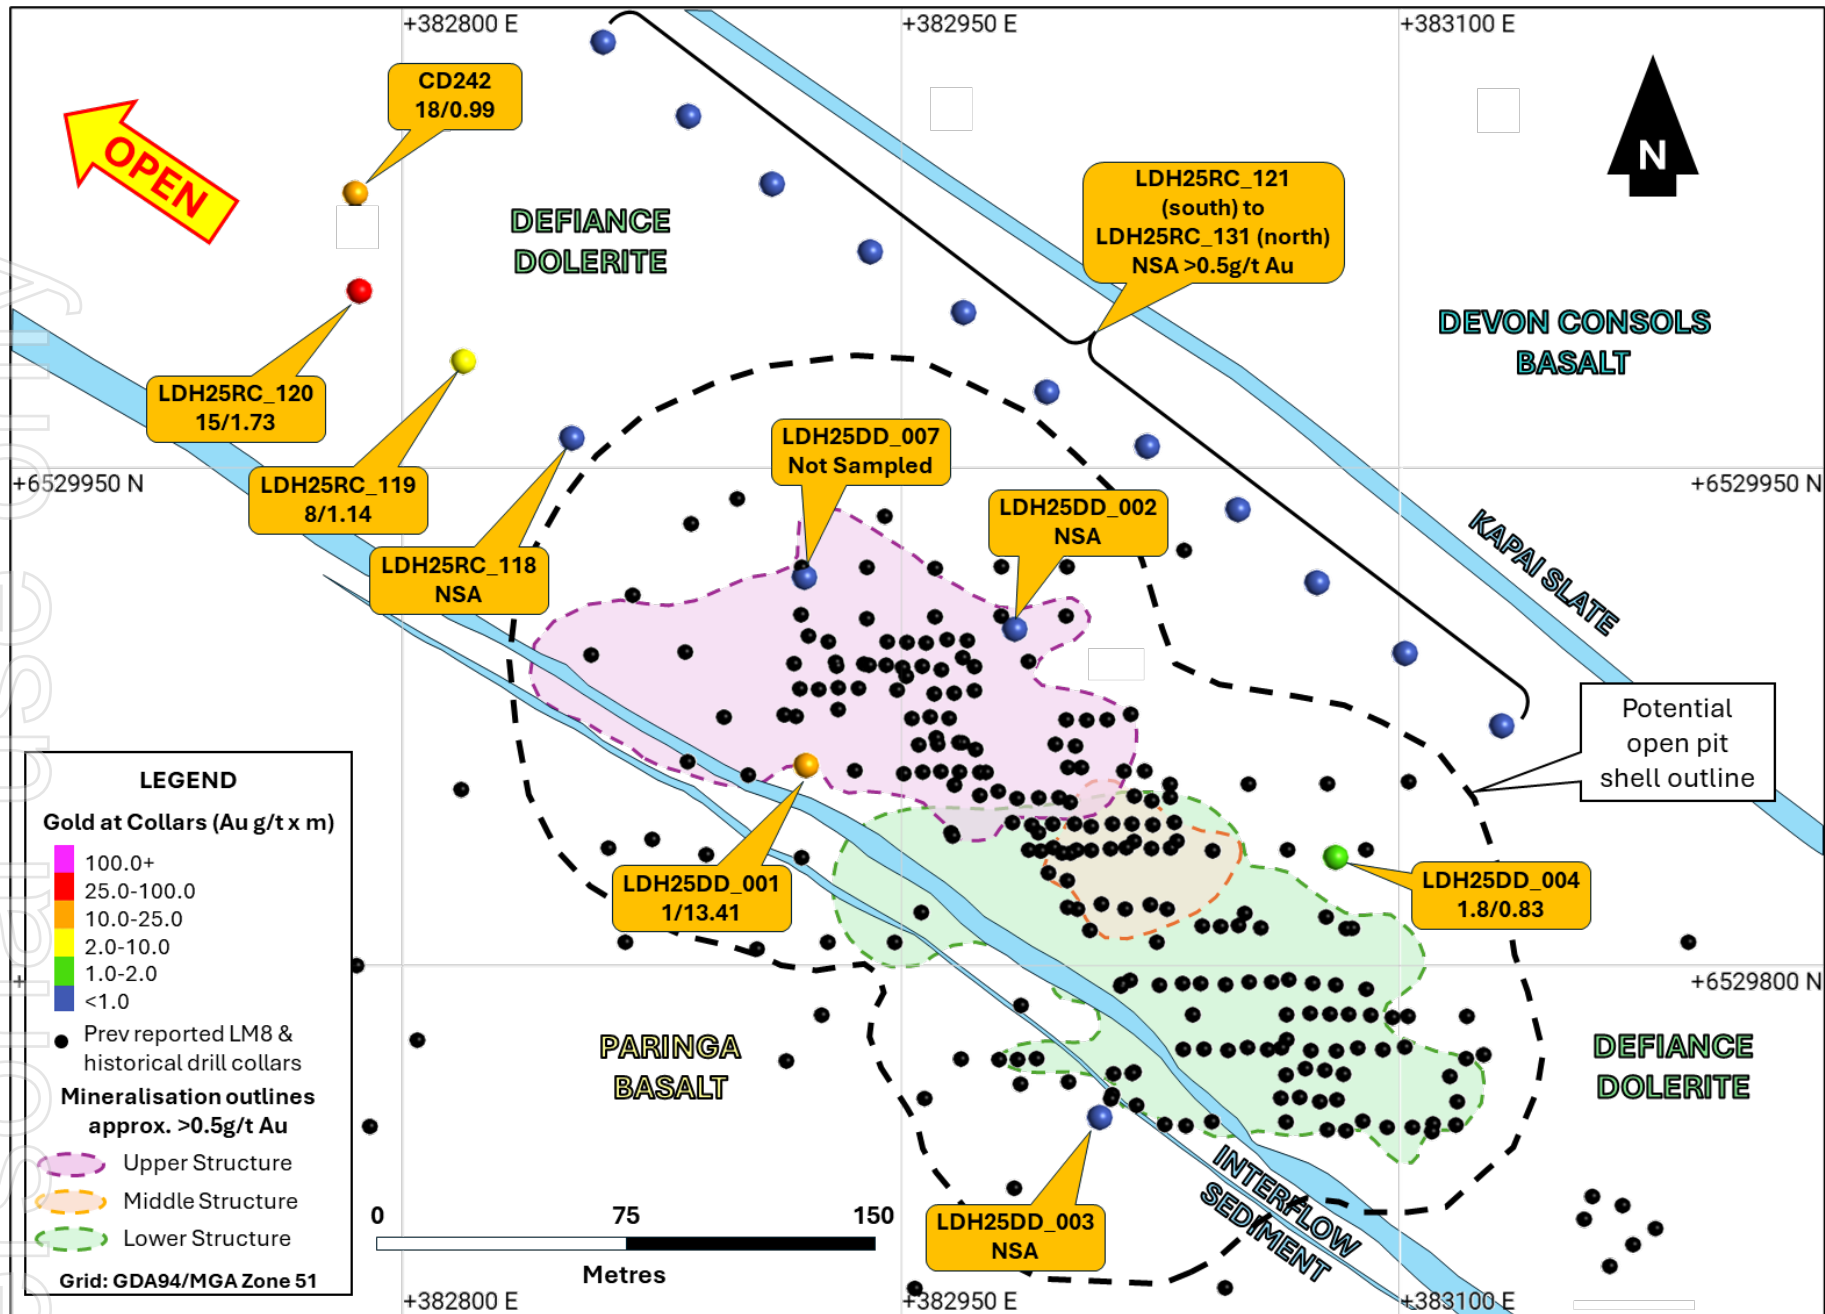 +382800 E
+382950 E
+383100 E
CD242
18/0.99
OPEN
N
DEFIANCE
DOLERITE
LDH25RC_121
(south) to
LDH25RC_131 (north)
NSA >0.5g/t Au
DEVON CONSOLS
BASALT
LDH25RC_120
15/1.73
LDH25RC_119
8/1.14
LDH25DD_007
Not Sampled
+6529950 N
+6529950 N
LDH25DD_002
NSA
LDH25RC_118
NSA
KAPAI SLATE
Potential
open pit
shell outline
LDH25DD_001
1/13.41
LDH25DD_004
1.8/0.83
+
+6529800 N
PARINGA
BASALT
DEFIANCE
DOLERITE
INTERFLOW
SEDIMENT
LDH25DD_003
NSA
LEGEND
Gold at Collars (Au g/t x m)
100.0+
25.0-100.0
10.0-25.0
2.0-10.0
1.0-2.0
<1.0
Prev reported LM8 &
historical drill collars
Mineralisation outlines
approx. >0.5g/t Au
Upper Structure
Middle Structure
Lower Structure
Grid: GDA94/MGA Zone 51
0 75 150
Metres
+382800 E
+382950 E
+383100 E